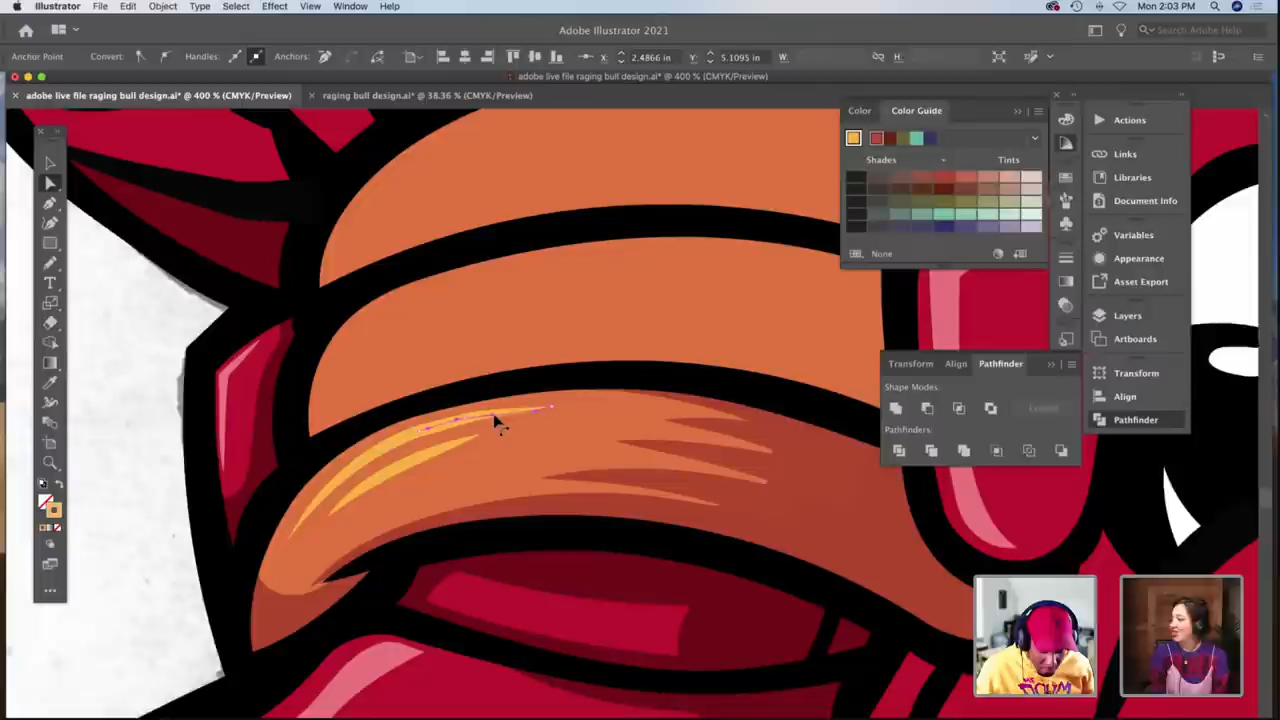 Illustrator File Edit Object Type Select Effect View Window Help Mon 2:03 PM
Adobe Illustrator 2021 Search Adobe Help
Anchor Point Convert: Handles: Anchors: X: 2.4866 in Y: 5.1095 in W: H:
adobe live file raging bull design.ai* @ 400 % (CMYK/Preview)
× adobe live file raging bull design.ai* @ 400 % (CMYK/Preview) × raging bull design.ai* @ 38.36 % (CMYK/Preview)
Color Color Guide
Shades Tints
None
Actions
Links
Libraries
Document Info
Variables
Appearance
Asset Export
Layers
Artboards
Transform
Align
Pathfinder
Transform Align Pathfinder
Shape Modes:
Expand
Pathfinders: